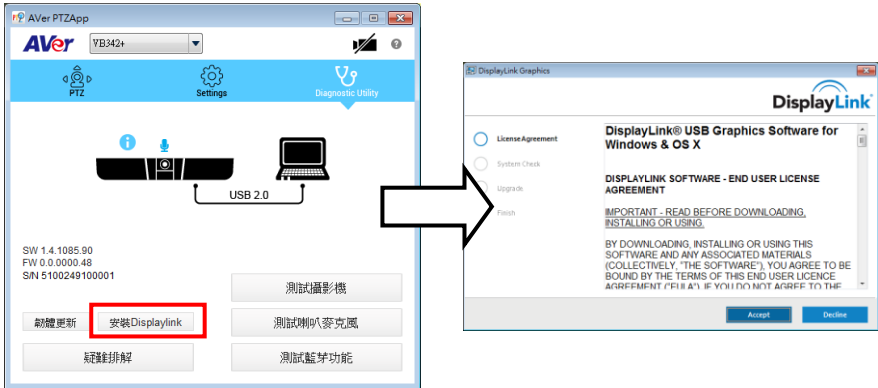 AVer PTZApp
AVer
VB342+
PTZ
Settings
Diagnostic Utility
USB 2.0
SW 1.4.1085.90
FW 0.0.0000.48
S/N 5100249100001
測試攝影機
韌體更新
安裝Displaylink
測試喇叭麥克風
疑難排解
測試藍芽功能
DisplayLink Graphics
DisplayLink
License Agreement
System Check
Upgrade
Finish
DisplayLink® USB Graphics Software for
Windows & OS X
DISPLAYLINK SOFTWARE - END USER LICENSE
AGREEMENT
IMPORTANT - READ BEFORE DOWNLOADING,
INSTALLING OR USING.
BY DOWNLOADING, INSTALLING OR USING THIS
SOFTWARE AND ANY ASSOCIATED MATERIALS
(COLLECTIVELY, "THE SOFTWARE"), YOU AGREE TO BE
BOUND BY THE TERMS OF THIS END USER LICENCE
AGREEMENT ("EULA"). IF YOU DO NOT AGREE TO THE
Accept
Decline